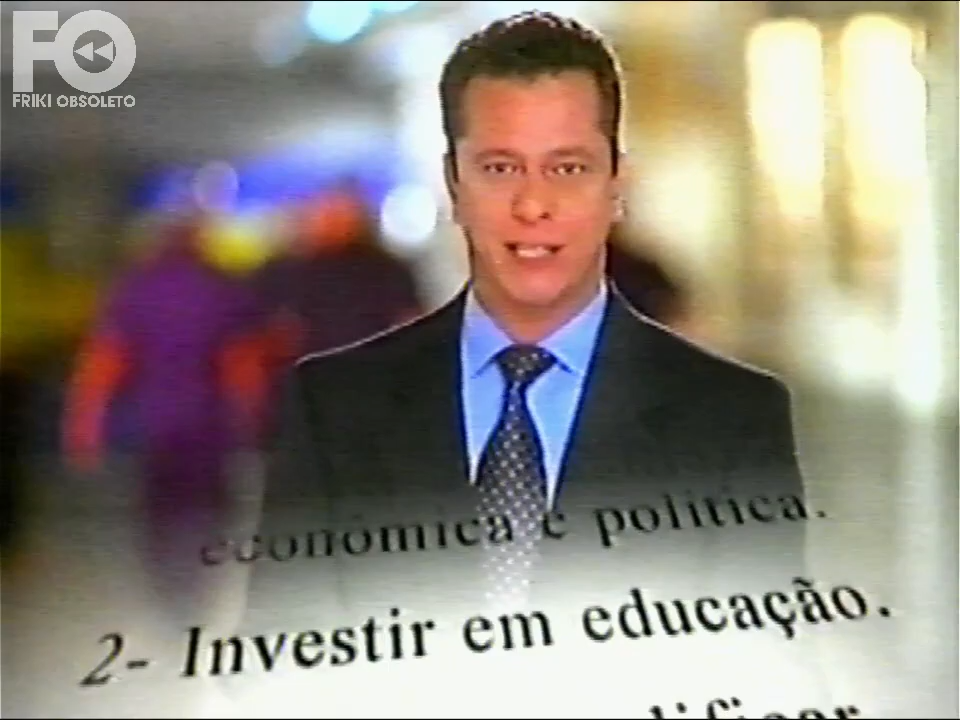 FO
FRIKI OBSOLETO
econômica e política.
2- Investir em educação.